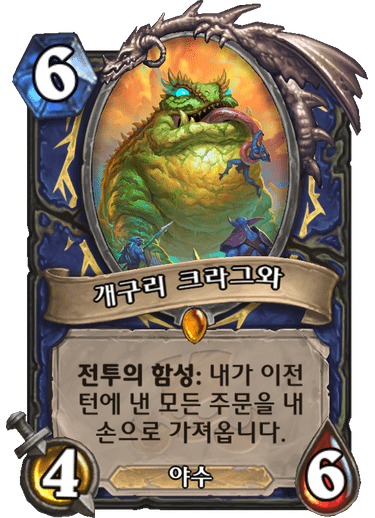 6
개구리 크라그와
전투의 함성: 내가 이전
턴에 낸 모든 주문을 내
손으로 가져옵니다.
4
야수
6